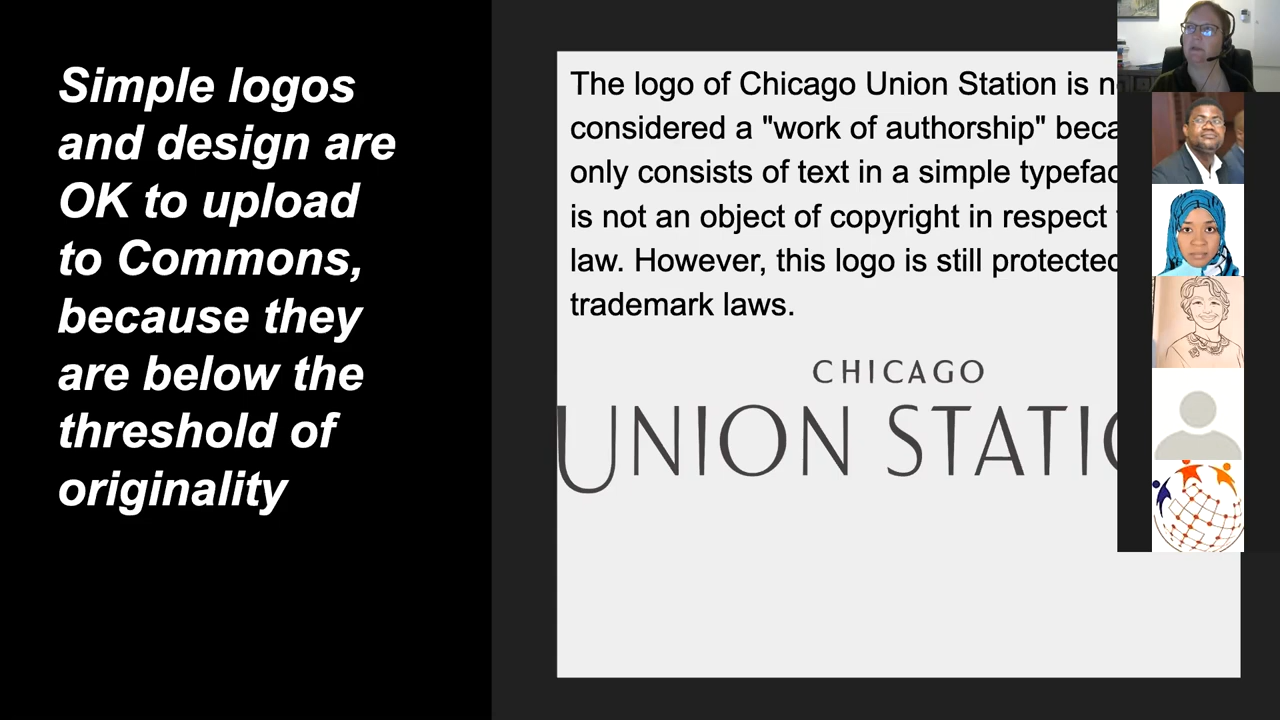 Simple logos
and design are
OK to upload
to Commons,
because they
are below the
threshold of
originality
The logo of Chicago Union Station is
considered a "work of authorship"
only consists of text in a simple
is not an object of copyright in respect
law. However, this logo is still protected
trademark laws.
CHICAGO
UNION